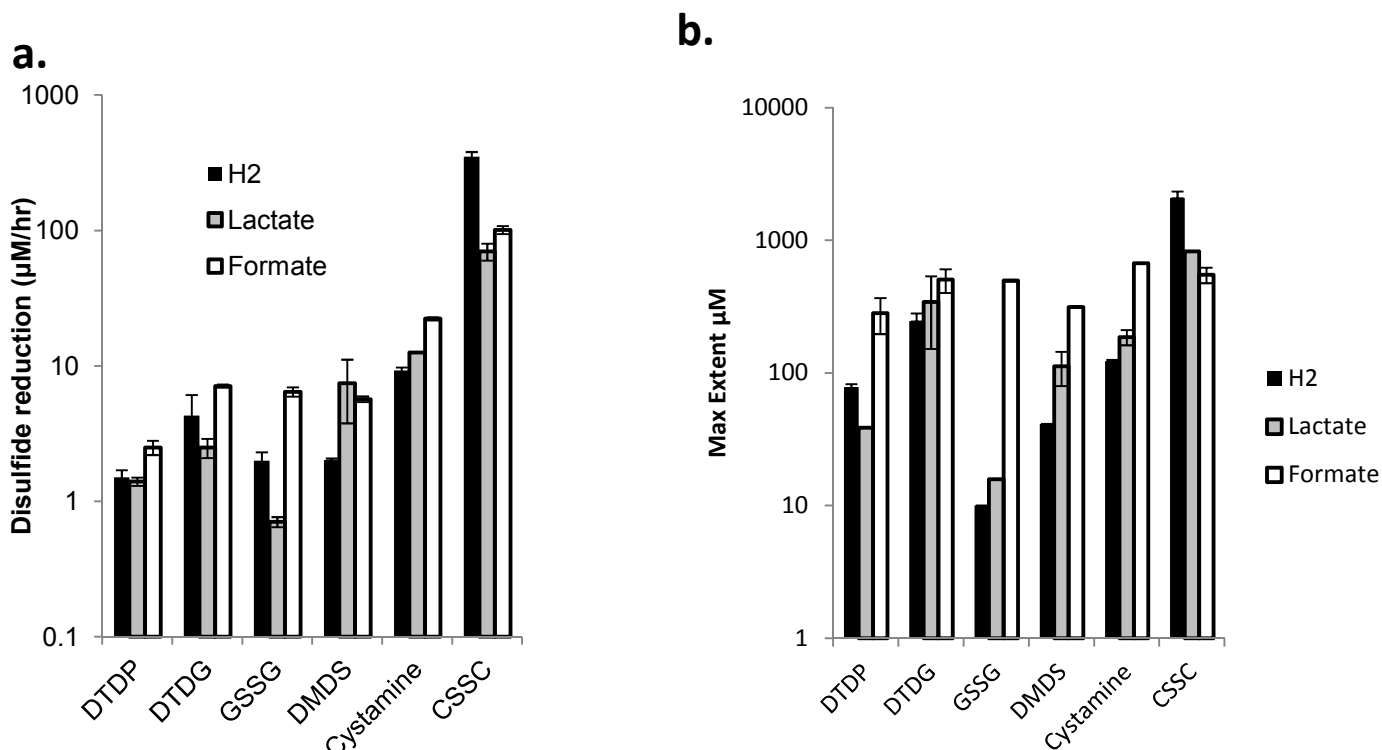 a.
Disulfide reduction (µM/hr)
1000
100
10
1
0.1
H2
Lactate
Formate
DTDP
DTDG
GSSG
DMDS
Cystamine
CSSC
b.
Max Extent µM
10000
1000
100
10
1
DTDP
DTDG
GSSG
DMDS
Cystamine
CSSC
H2
Lactate
Formate